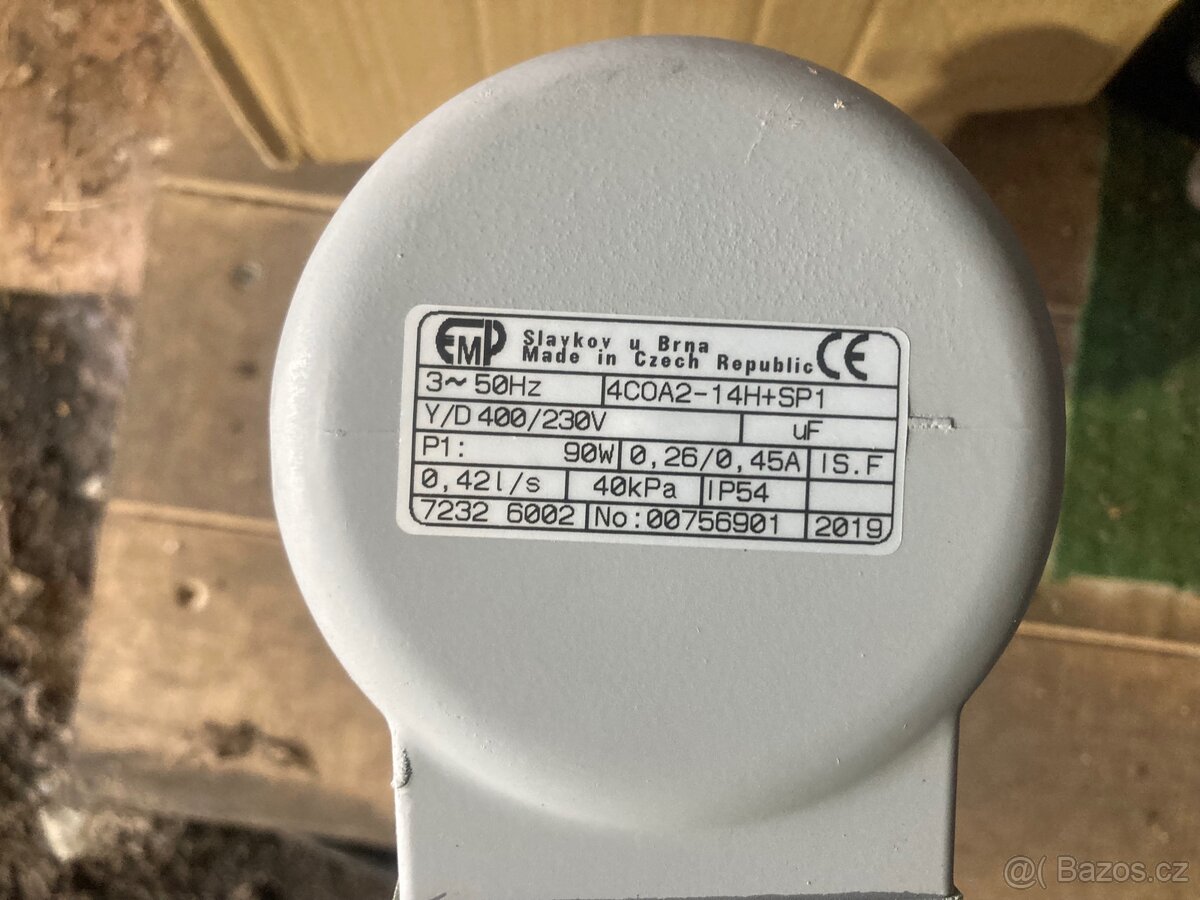 EMP Slavkov u Brna
Made in Czech Republic CE
3~ 50Hz 4COA2-14H+SP1
Y/D 400/230V uF
P1: 90W 0,26/0,45A IS.F
0,42l/s 40kPa IP54
7232 6002 No:00756901 2019
@( Bazos.cz